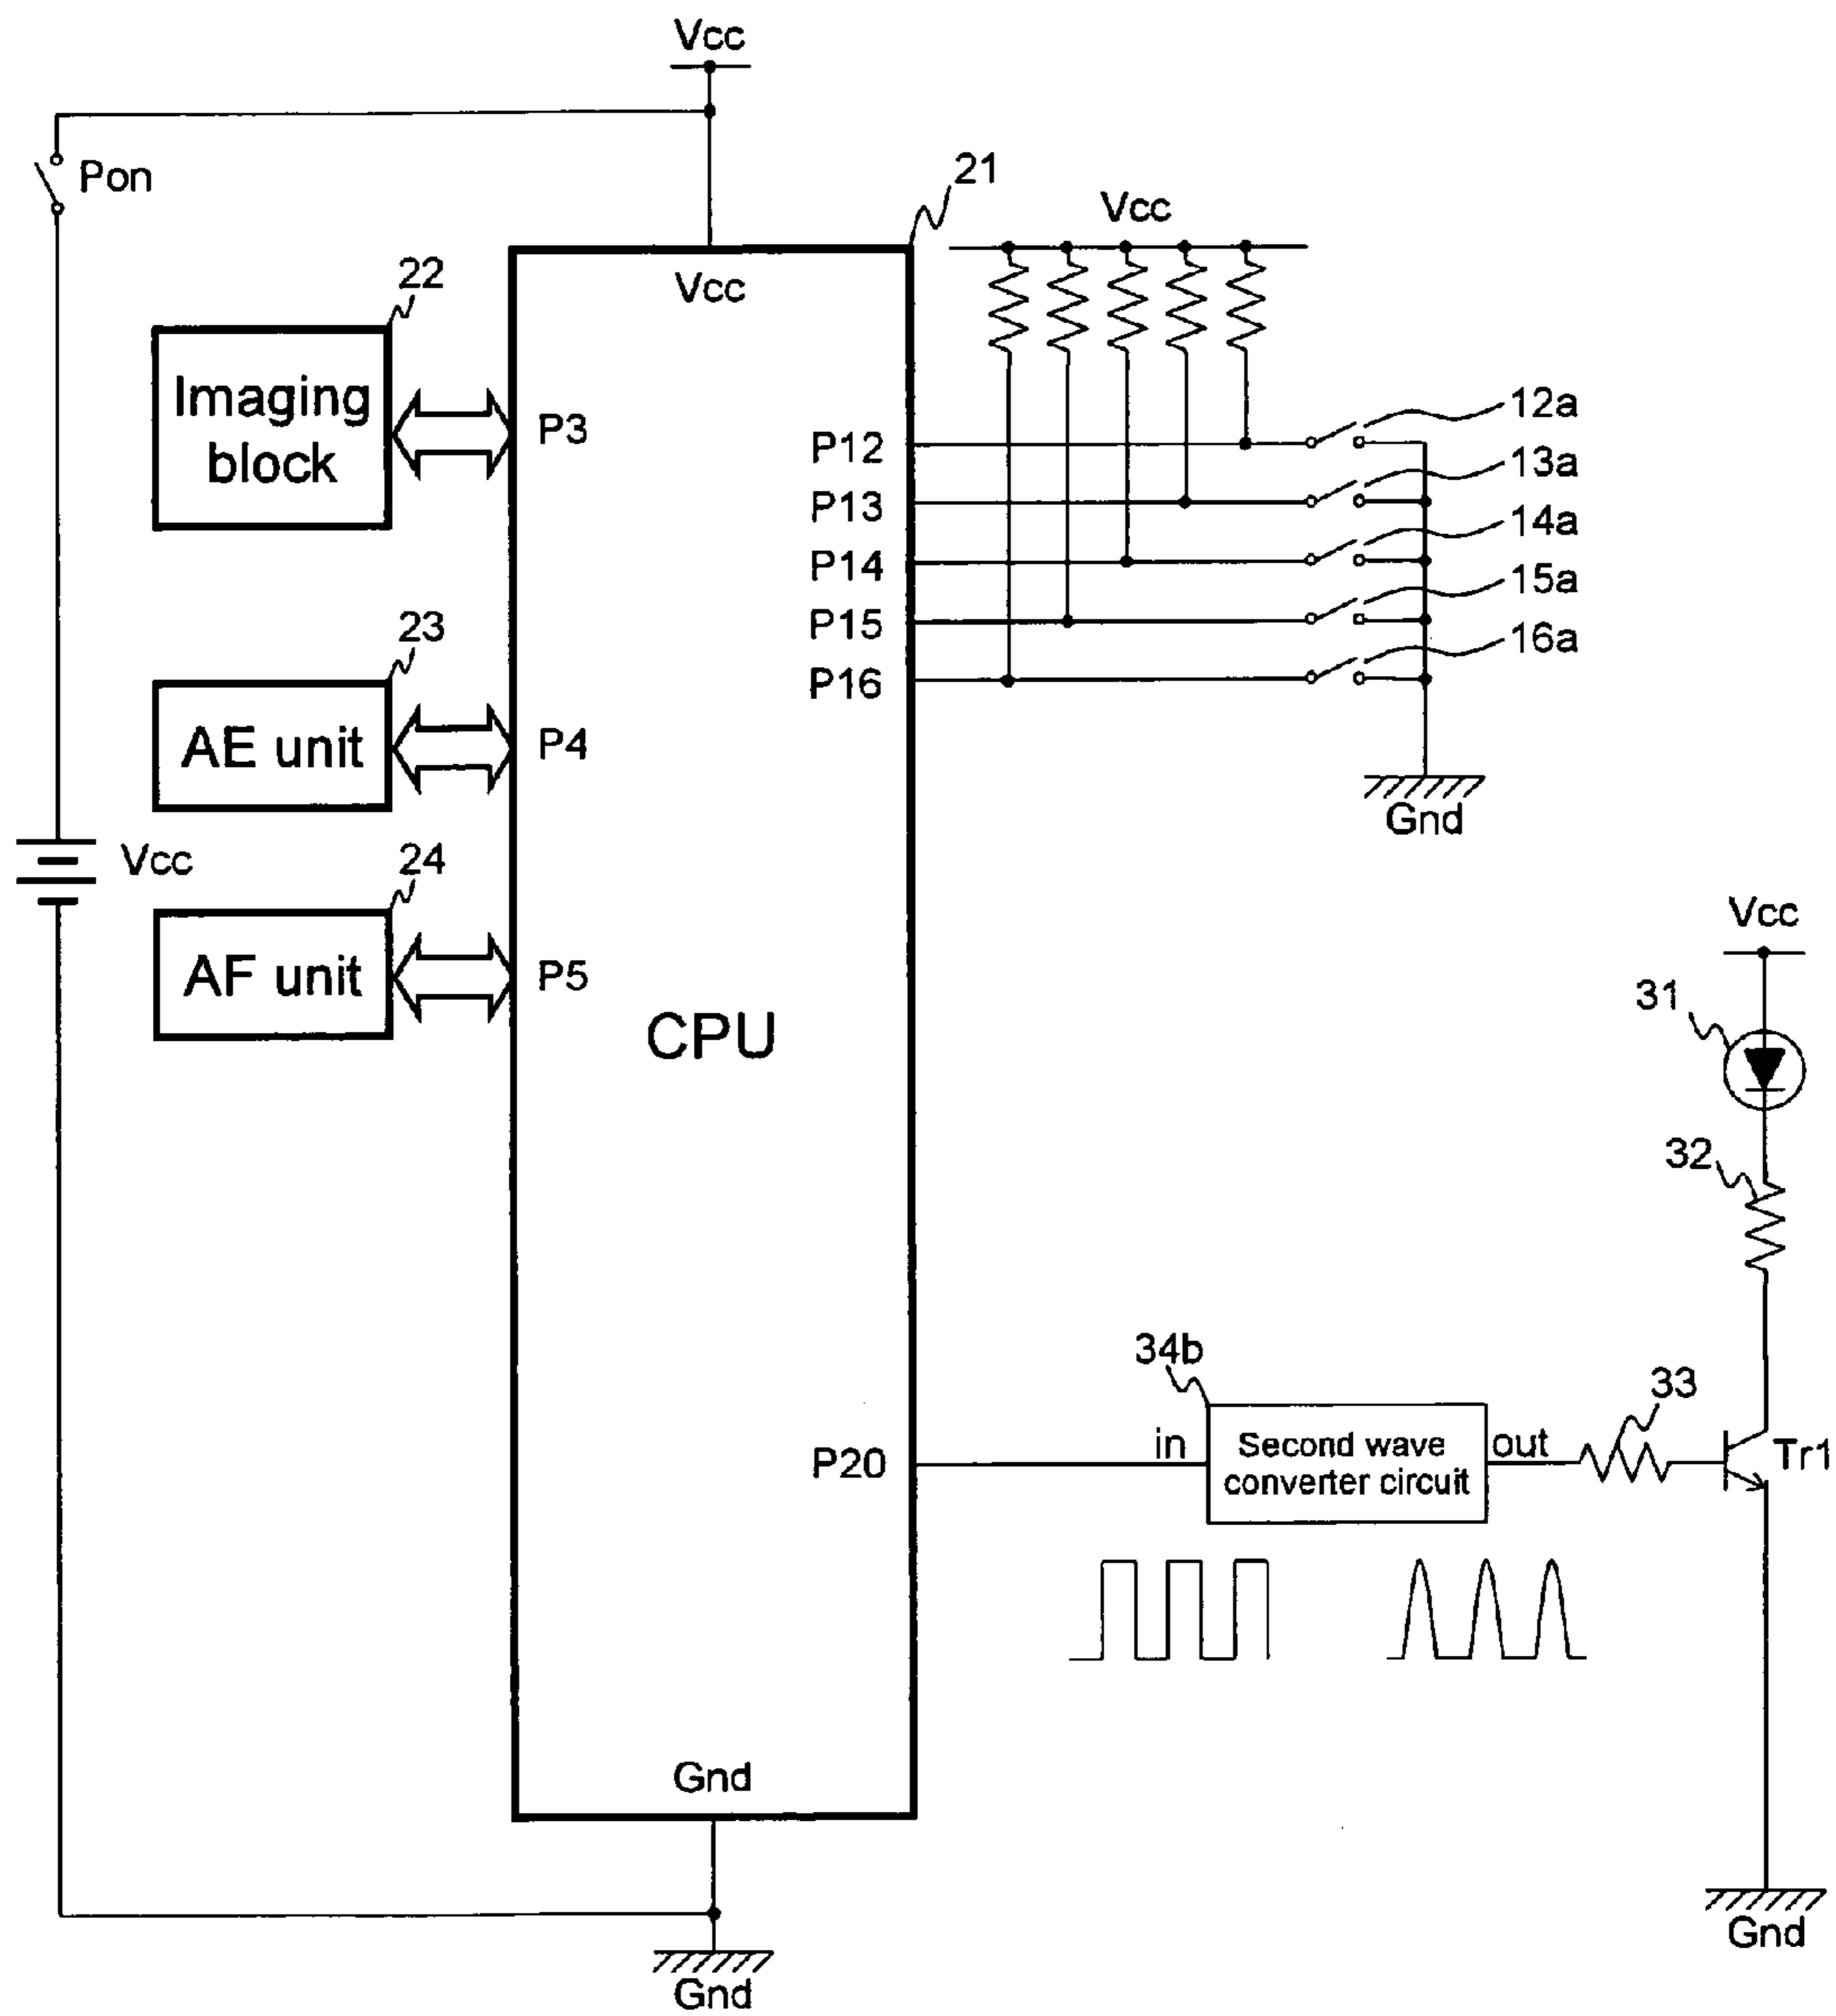 Vcc
Pon
21
Vcc
22
Vcc
Imaging
block
P3
P12
12a
P13
13a
P14
14a
P15
15a
P16
16a
23
AE unit
P4
Gnd
Vcc
24
AF unit
P5
CPU
Vcc
31
32
34b
33
P20
in
Second wave
converter circuit
out
Tr1
Gnd
Gnd
Gnd